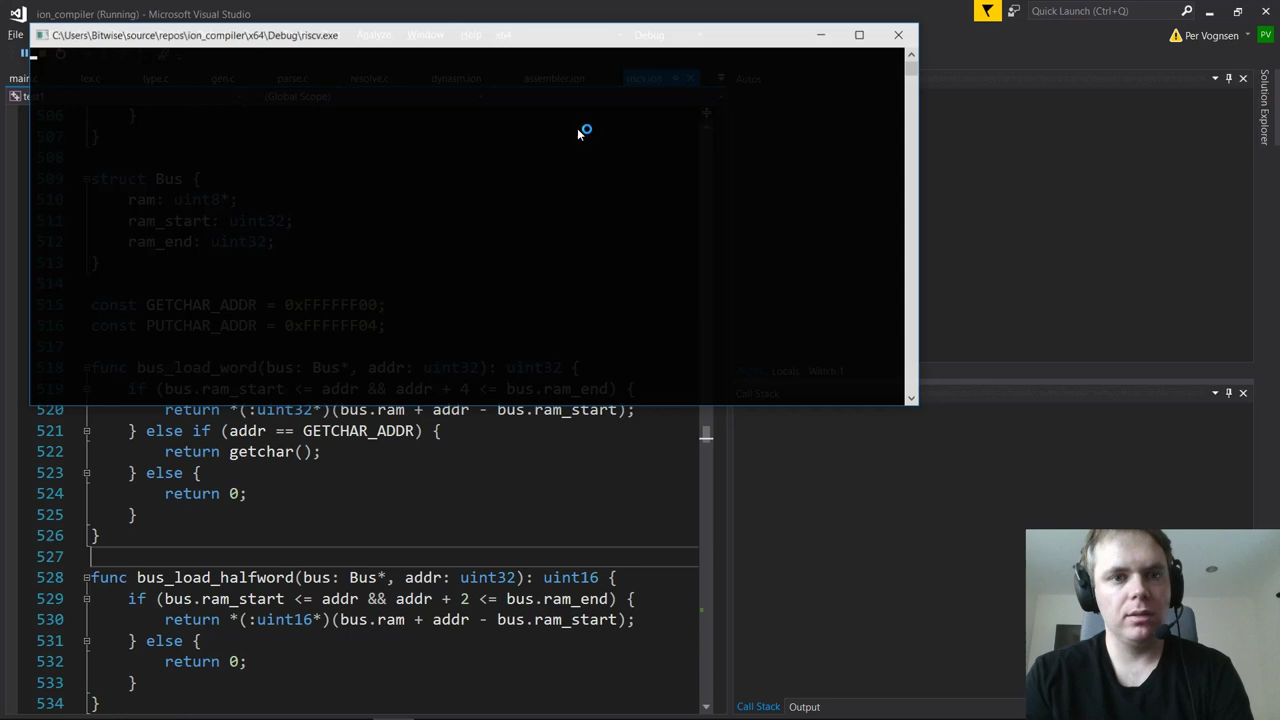 ion_compiler (Running) - Microsoft Visual Studio
Quick Launch (Ctrl+Q)
File
C:\Users\Bitwise\source\repos\ion_compiler\x64\Debug\riscv.exe
Analyze
Window
Help
x64
Debug
Per Vognsen
PV
main.c
lex.c
type.c
gen.c
parse.c
resolve.c
dynasm.ion
assembler.ion
riscv.ion
Autos
test1
(Global Scope)
Solution Explorer
506 }
507 }
508
509 struct Bus {
510 ram: uint8*;
511 ram_start: uint32;
512 ram_end: uint32;
513 }
514
515 const GETCHAR_ADDR = 0xFFFFFF00;
516 const PUTCHAR_ADDR = 0xFFFFFF04;
517
518 func bus_load_word(bus: Bus*, addr: uint32): uint32 {
519 if (bus.ram_start <= addr && addr + 4 <= bus.ram_end) {
520 return *(:uint32*)(bus.ram + addr - bus.ram_start);
521 } else if (addr == GETCHAR_ADDR) {
522 return getchar();
523 } else {
524 return 0;
525 }
526 }
527
528 func bus_load_halfword(bus: Bus*, addr: uint32): uint16 {
529 if (bus.ram_start <= addr && addr + 2 <= bus.ram_end) {
530 return *(:uint16*)(bus.ram + addr - bus.ram_start);
531 } else {
532 return 0;
533 }
534 }
Locals
Watch 1
Call Stack
Call Stack
Output